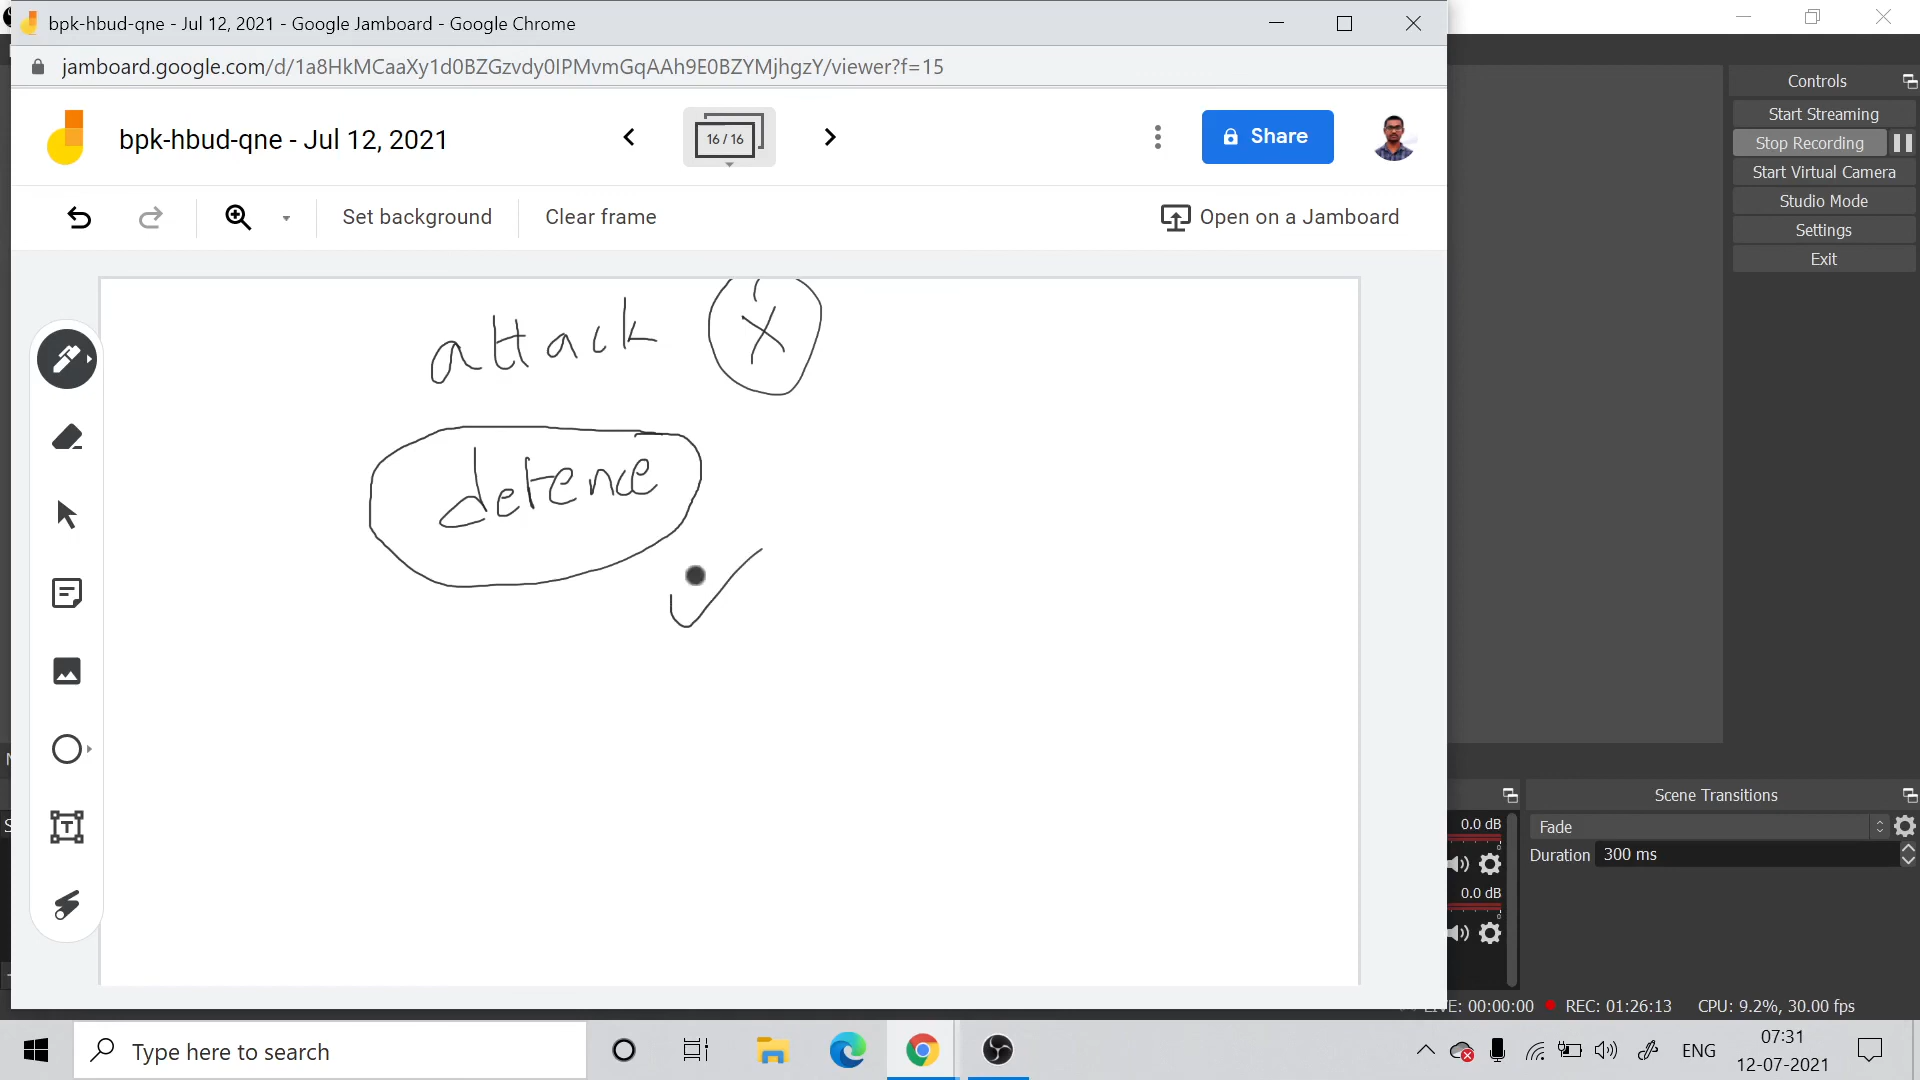 bpk-hbud-qne - Jul 12, 2021 - Google Jamboard - Google Chrome
jamboard.google.com/d/1a8HkMCaaXy1d0BZGzvdy0IPMvmGqAAh9E0BZYMjhgzY/viewer?f=15
bpk-hbud-qne - Jul 12, 2021
16 / 16
Share
Set background
Clear frame
Open on a Jamboard
attack X
detence
Controls
Start Streaming
Stop Recording
Start Virtual Camera
Studio Mode
Settings
Exit
0.0 dB
0.0 dB
Scene Transitions
Fade
Duration 300 ms
REC: 01:26:13 CPU: 9.2%, 30.00 fps
Type here to search
ENG
07:31
12-07-2021